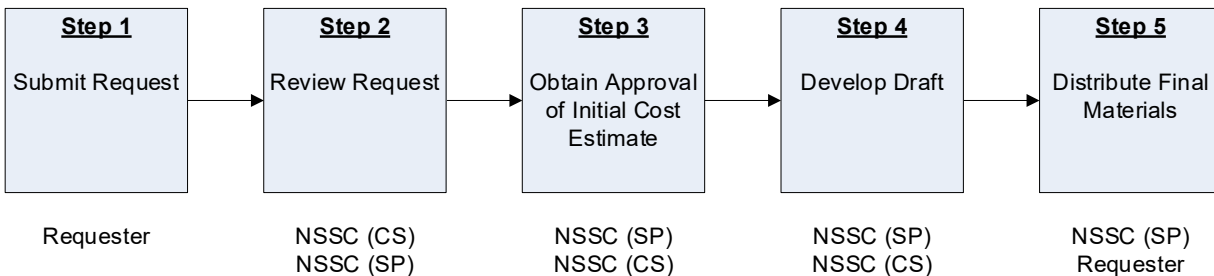 Step 1
Submit Request
Requester
Step 2
Review Request
NSSC (CS)
NSSC (SP)
Step 3
Obtain Approval
of Initial Cost
Estimate
NSSC (SP)
NSSC (CS)
Step 4
Develop Draft
NSSC (SP)
NSSC (CS)
Step 5
Distribute Final
Materials
NSSC (SP)
Requester